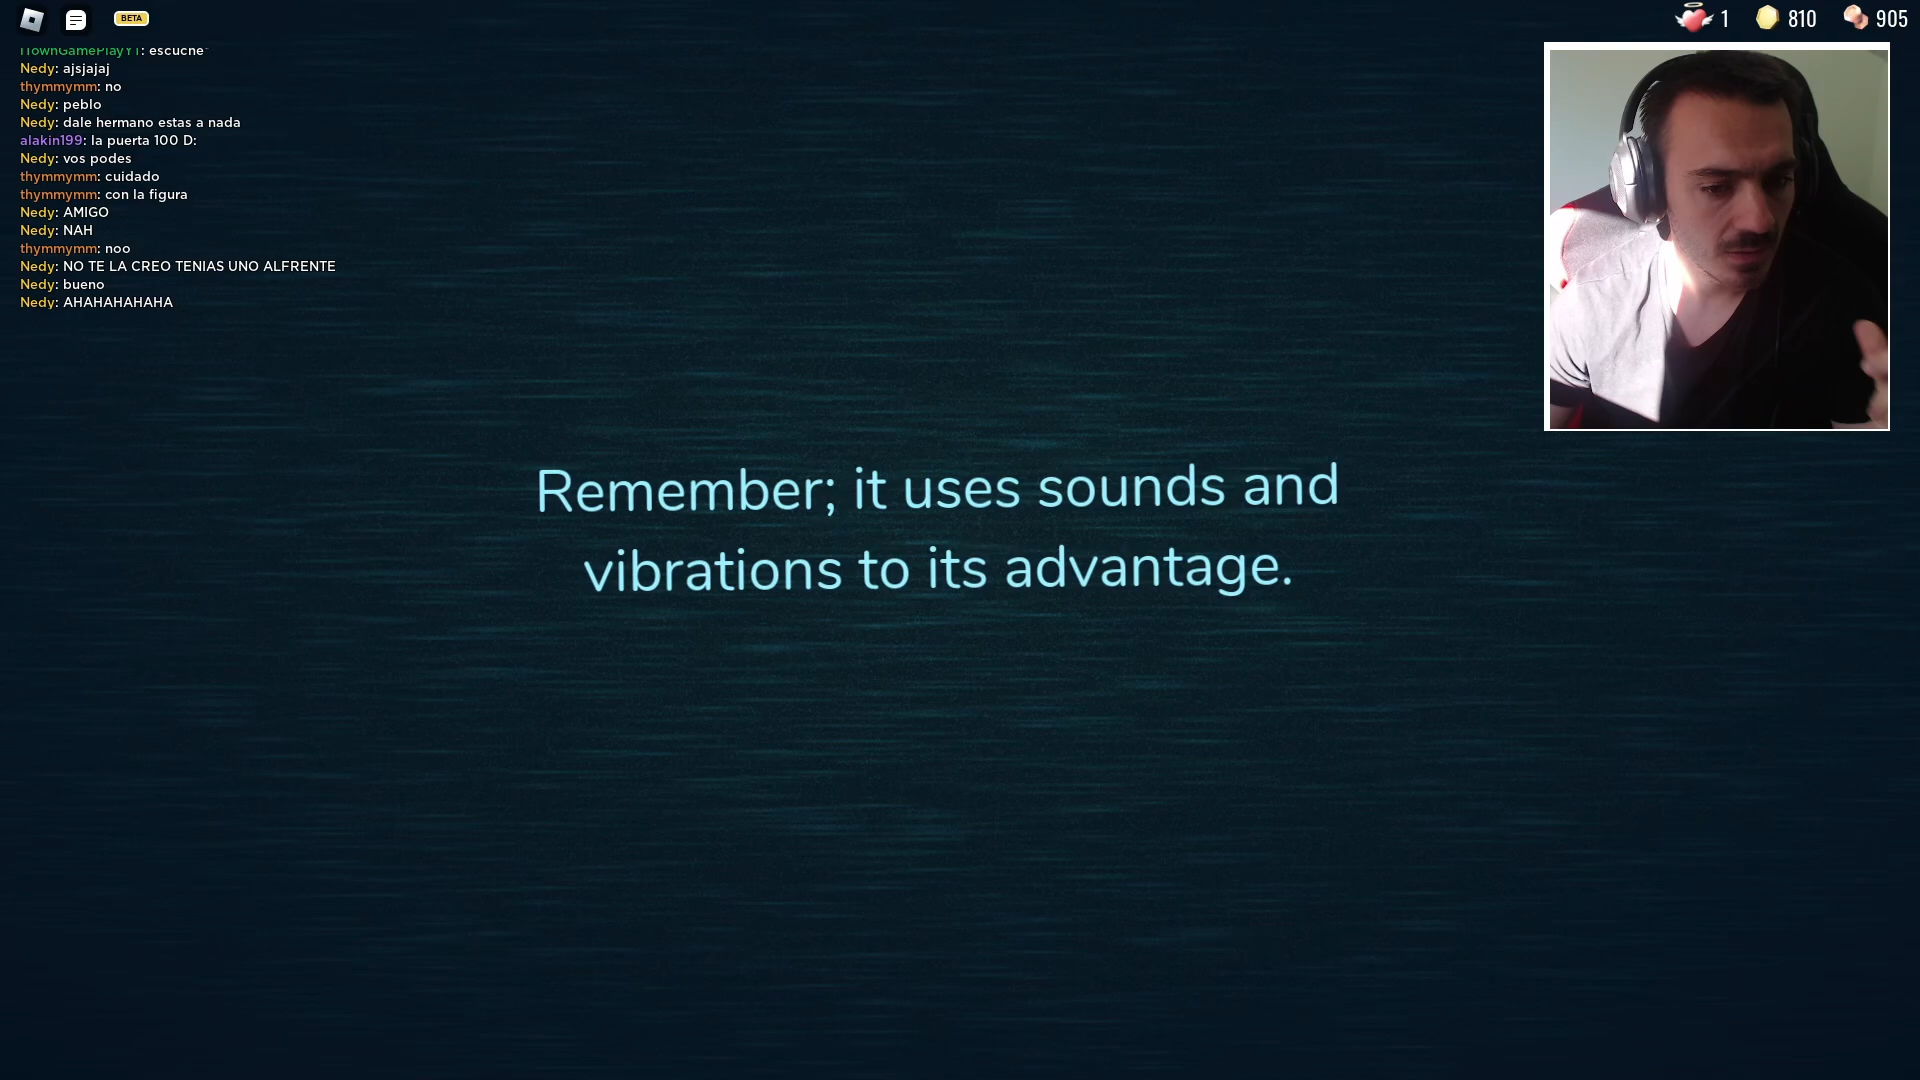 BETA
1 810 905
iTownGamePlayYT: escuche*
Nedy: ajsjajaj
thymmymm: no
Nedy: peblo
Nedy: dale hermano estas a nada
alakin199: la puerta 100 D:
Nedy: vos podes
thymmymm: cuidado
thymmymm: con la figura
Nedy: AMIGO
Nedy: NAH
thymmymm: noo
Nedy: NO TE LA CREO TENIAS UNO ALFRENTE
Nedy: bueno
Nedy: AHAHAHAHAHA
Remember; it uses sounds and
vibrations to its advantage.